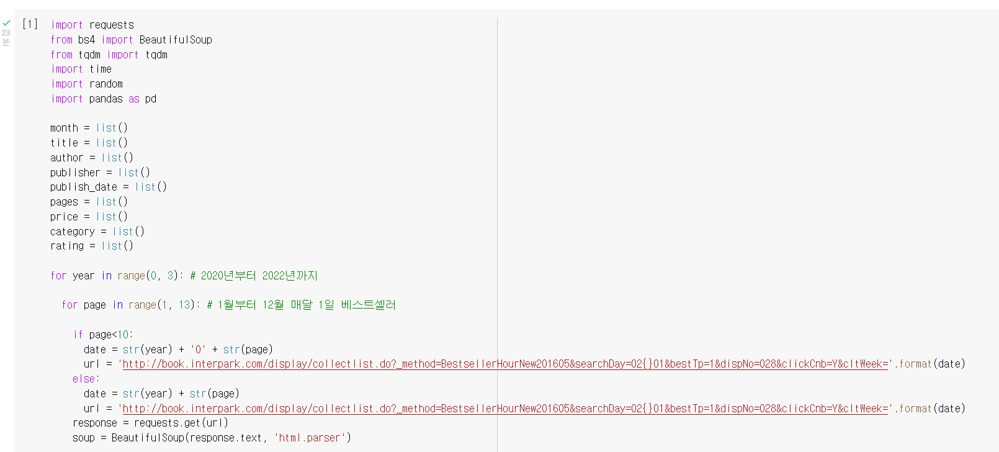 [1] import requests
23
분
from bs4 import BeautifulSoup
from tqdm import tqdm
import time
import random
import pandas as pd
month = list()
title = list()
author = list()
publisher = list()
publish_date = list()
pages = list()
price = list()
category = list()
rating = list()
for year in range(0, 3): # 2020년부터 2022년까지
for page in range(1, 13): # 1월부터 12월 매달 1일 베스트셀러
if page<10:
date = str(year) + '0' + str(page)
url = 'http://book.interpark.com/display/collectlist.do?_method=BestsellerHourNew201605&searchDay=02{}01&bestTp=1&dispNo=028&clickCnb=Y&cltWeek='.format(date)
else:
date = str(year) + str(page)
url = 'http://book.interpark.com/display/collectlist.do?_method=BestsellerHourNew201605&searchDay=02{}01&bestTp=1&dispNo=028&clickCnb=Y&cltWeek='.format(date)
response = requests.get(url)
soup = BeautifulSoup(response.text, 'html.parser')